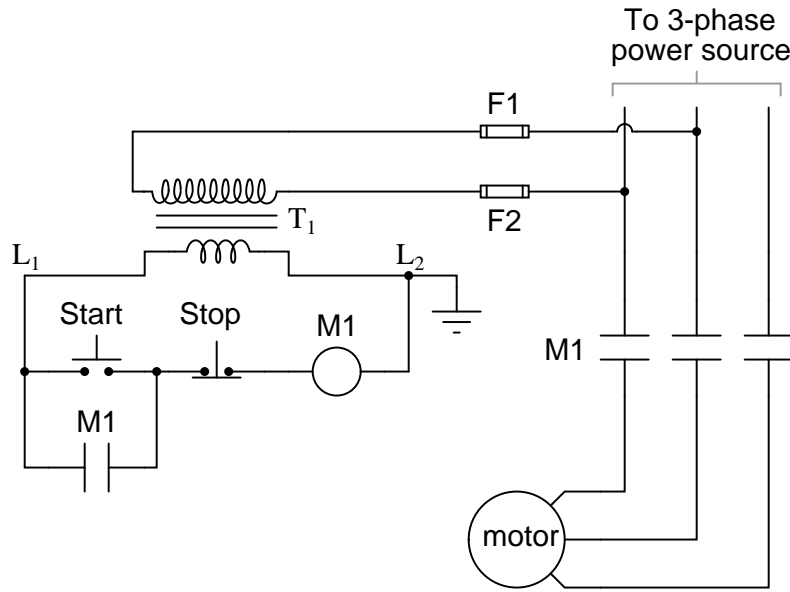 To 3-phase
power source
F1
F2
T1
L1
L2
Start
Stop
M1
M1
M1
motor